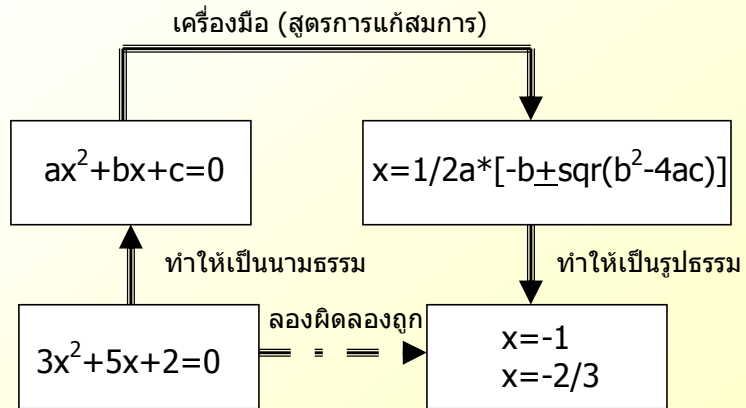 เครื่องมือ (สูตรการแก้สมการ)
ax²+bx+c=0
x=1/2a*[-b±sqr(b²-4ac)]
ทำให้เป็นนามธรรม
ทำให้เป็นรูปธรรม
3x²+5x+2=0
ลองผิดลองถูก
x=-1
x=-2/3